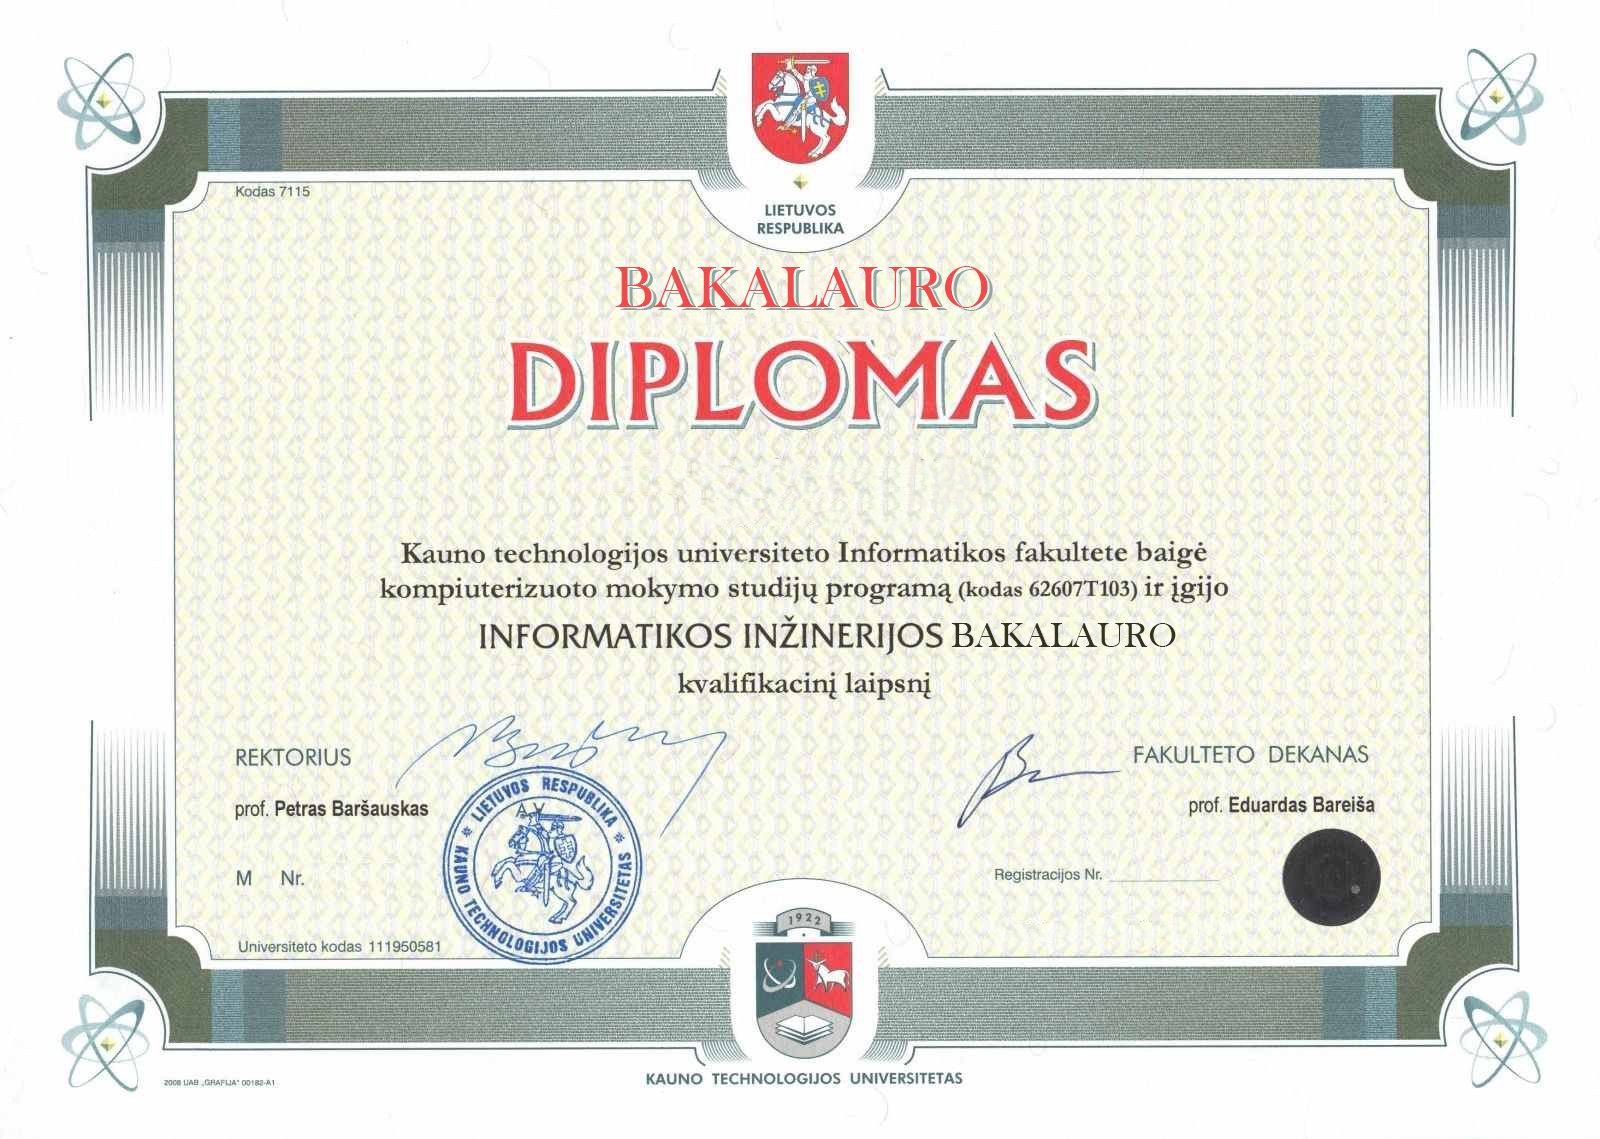 LIETUVOS
RESPUBLIKA
Kodas 7115
BAKALAURO
DIPLOMAS
Kauno technologijos universiteto Informatikos fakultete baigė
kompiuterizuoto mokymo studijų programą (kodas 62607T103) ir įgijo
INFORMATIKOS INŽINERIJOS BAKALAURO
kvalifikacinį laipsnį
REKTORIUS
prof. Petras Baršauskas
FAKULTETO DEKANAS
prof. Eduardas Bareiša
A V
LIETUVOS RESPUBLIKA
KAUNO TECHNOLOGIJOS UNIVERSITETAS
M Nr.
Registracijos Nr.
Universiteto kodas 111950581
1922
KAUNO TECHNOLOGIJOS UNIVERSITETAS
2008 UAB „GRAFIJA" 00182-A1